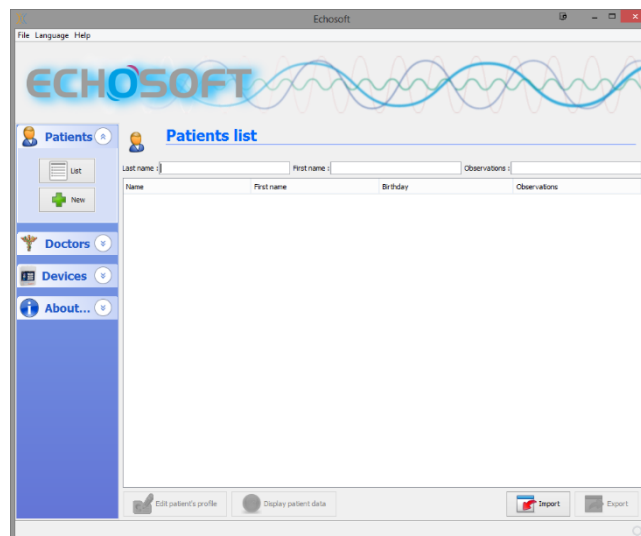 Echosoft
File Language Help
ECHOSOFT
Patients
List
New
Doctors
Devices
About...
Patients list
Last name : First name : Observations :
Name First name Birthday Observations
Edit patient's profile Display patient data Import Export